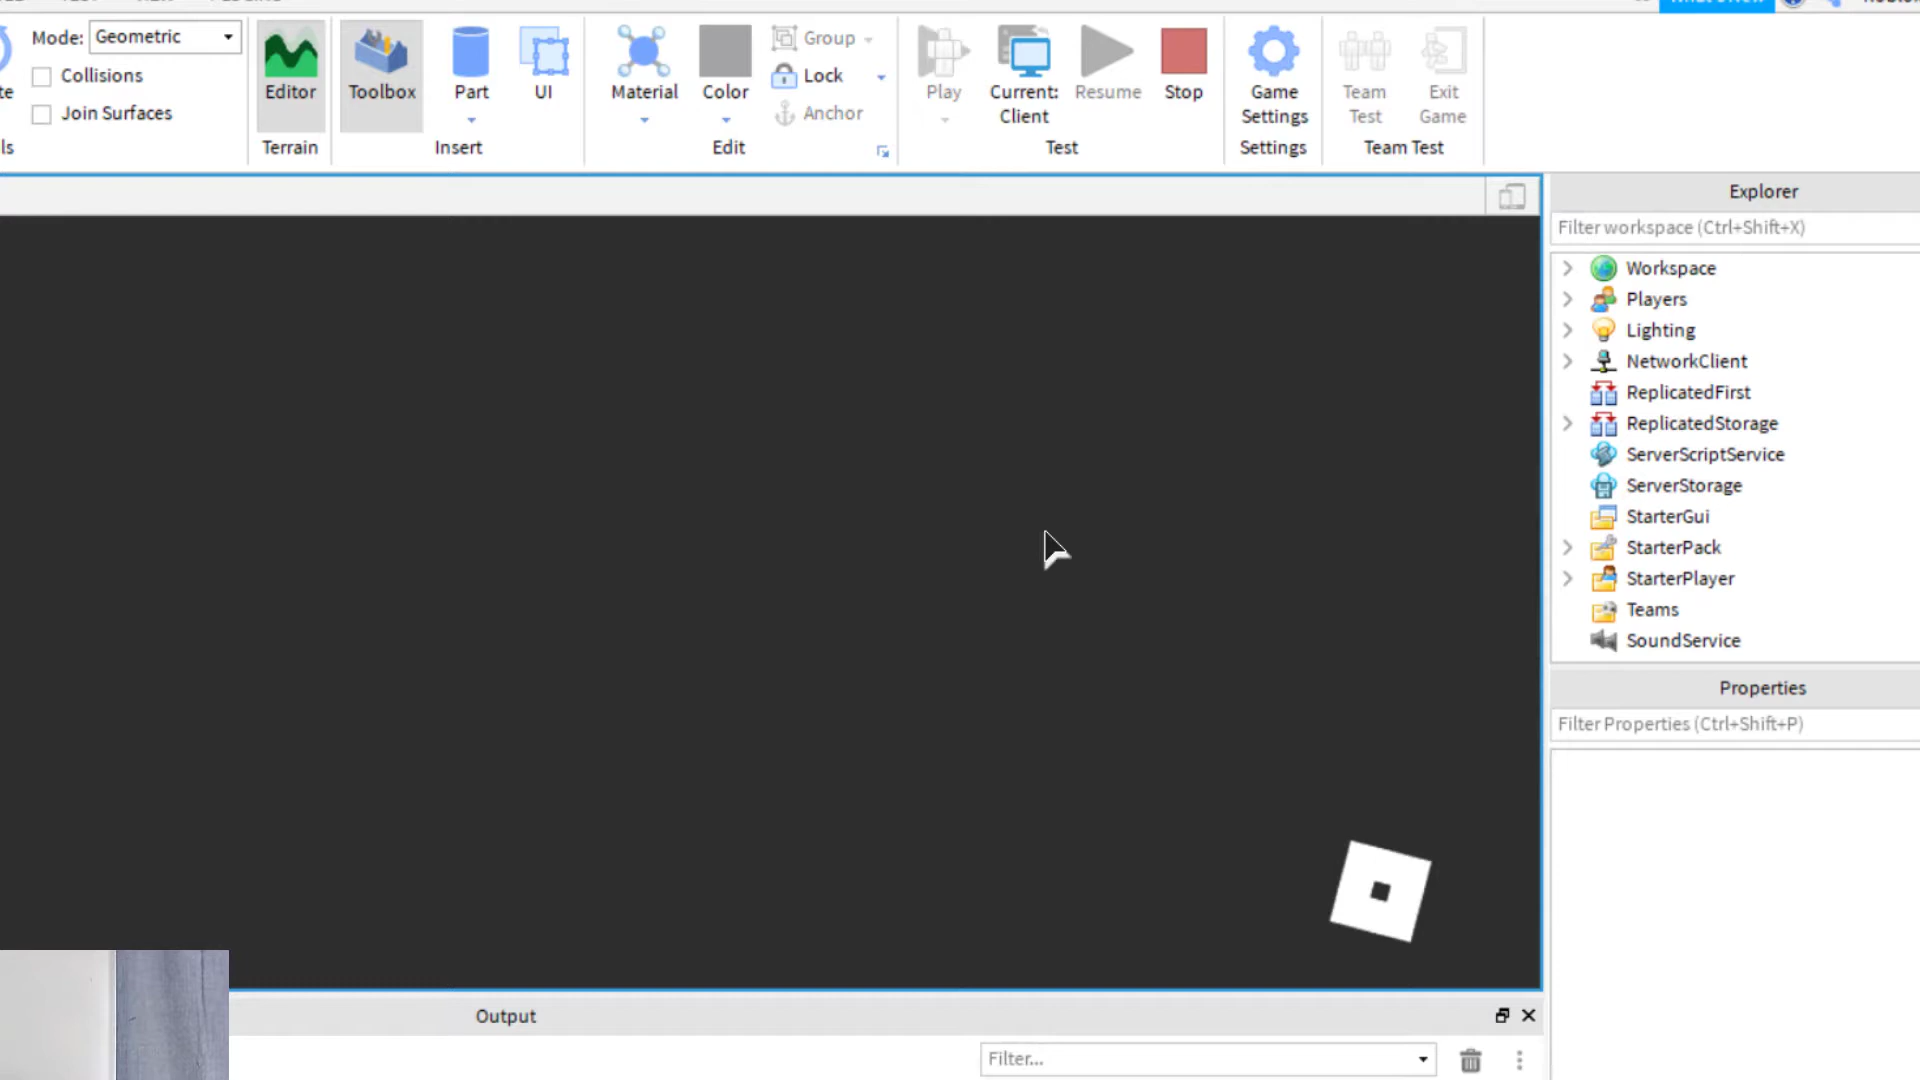 Mode: Geometric
Collisions
Join Surfaces
Editor
Terrain
Toolbox
Part
UI
Insert
Material
Color
Group
Lock
Anchor
Edit
Play
Current:
Client
Resume
Stop
Test
Game
Settings
Settings
Team
Test
Exit
Game
Team Test
Explorer
Filter workspace (Ctrl+Shift+X)
Workspace
Players
Lighting
NetworkClient
ReplicatedFirst
ReplicatedStorage
ServerScriptService
ServerStorage
StarterGui
StarterPack
StarterPlayer
Teams
SoundService
Properties
Filter Properties (Ctrl+Shift+P)
Output
Filter...